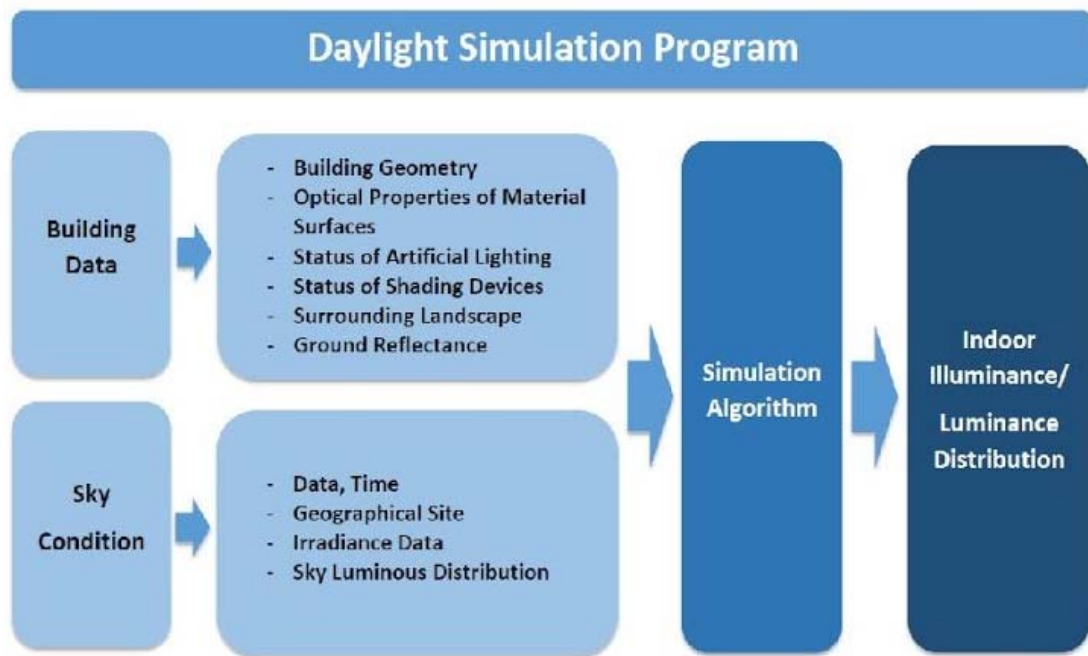 Daylight Simulation Program
Building
Data
- Building Geometry
- Optical Properties of Material
Surfaces
- Status of Artificial Lighting
- Status of Shading Devices
- Surrounding Landscape
- Ground Reflectance
Sky
Condition
- Data, Time
- Geographical Site
- Irradiance Data
- Sky Luminous Distribution
Simulation
Algorithm
Indoor
Illuminance/
Luminance
Distribution